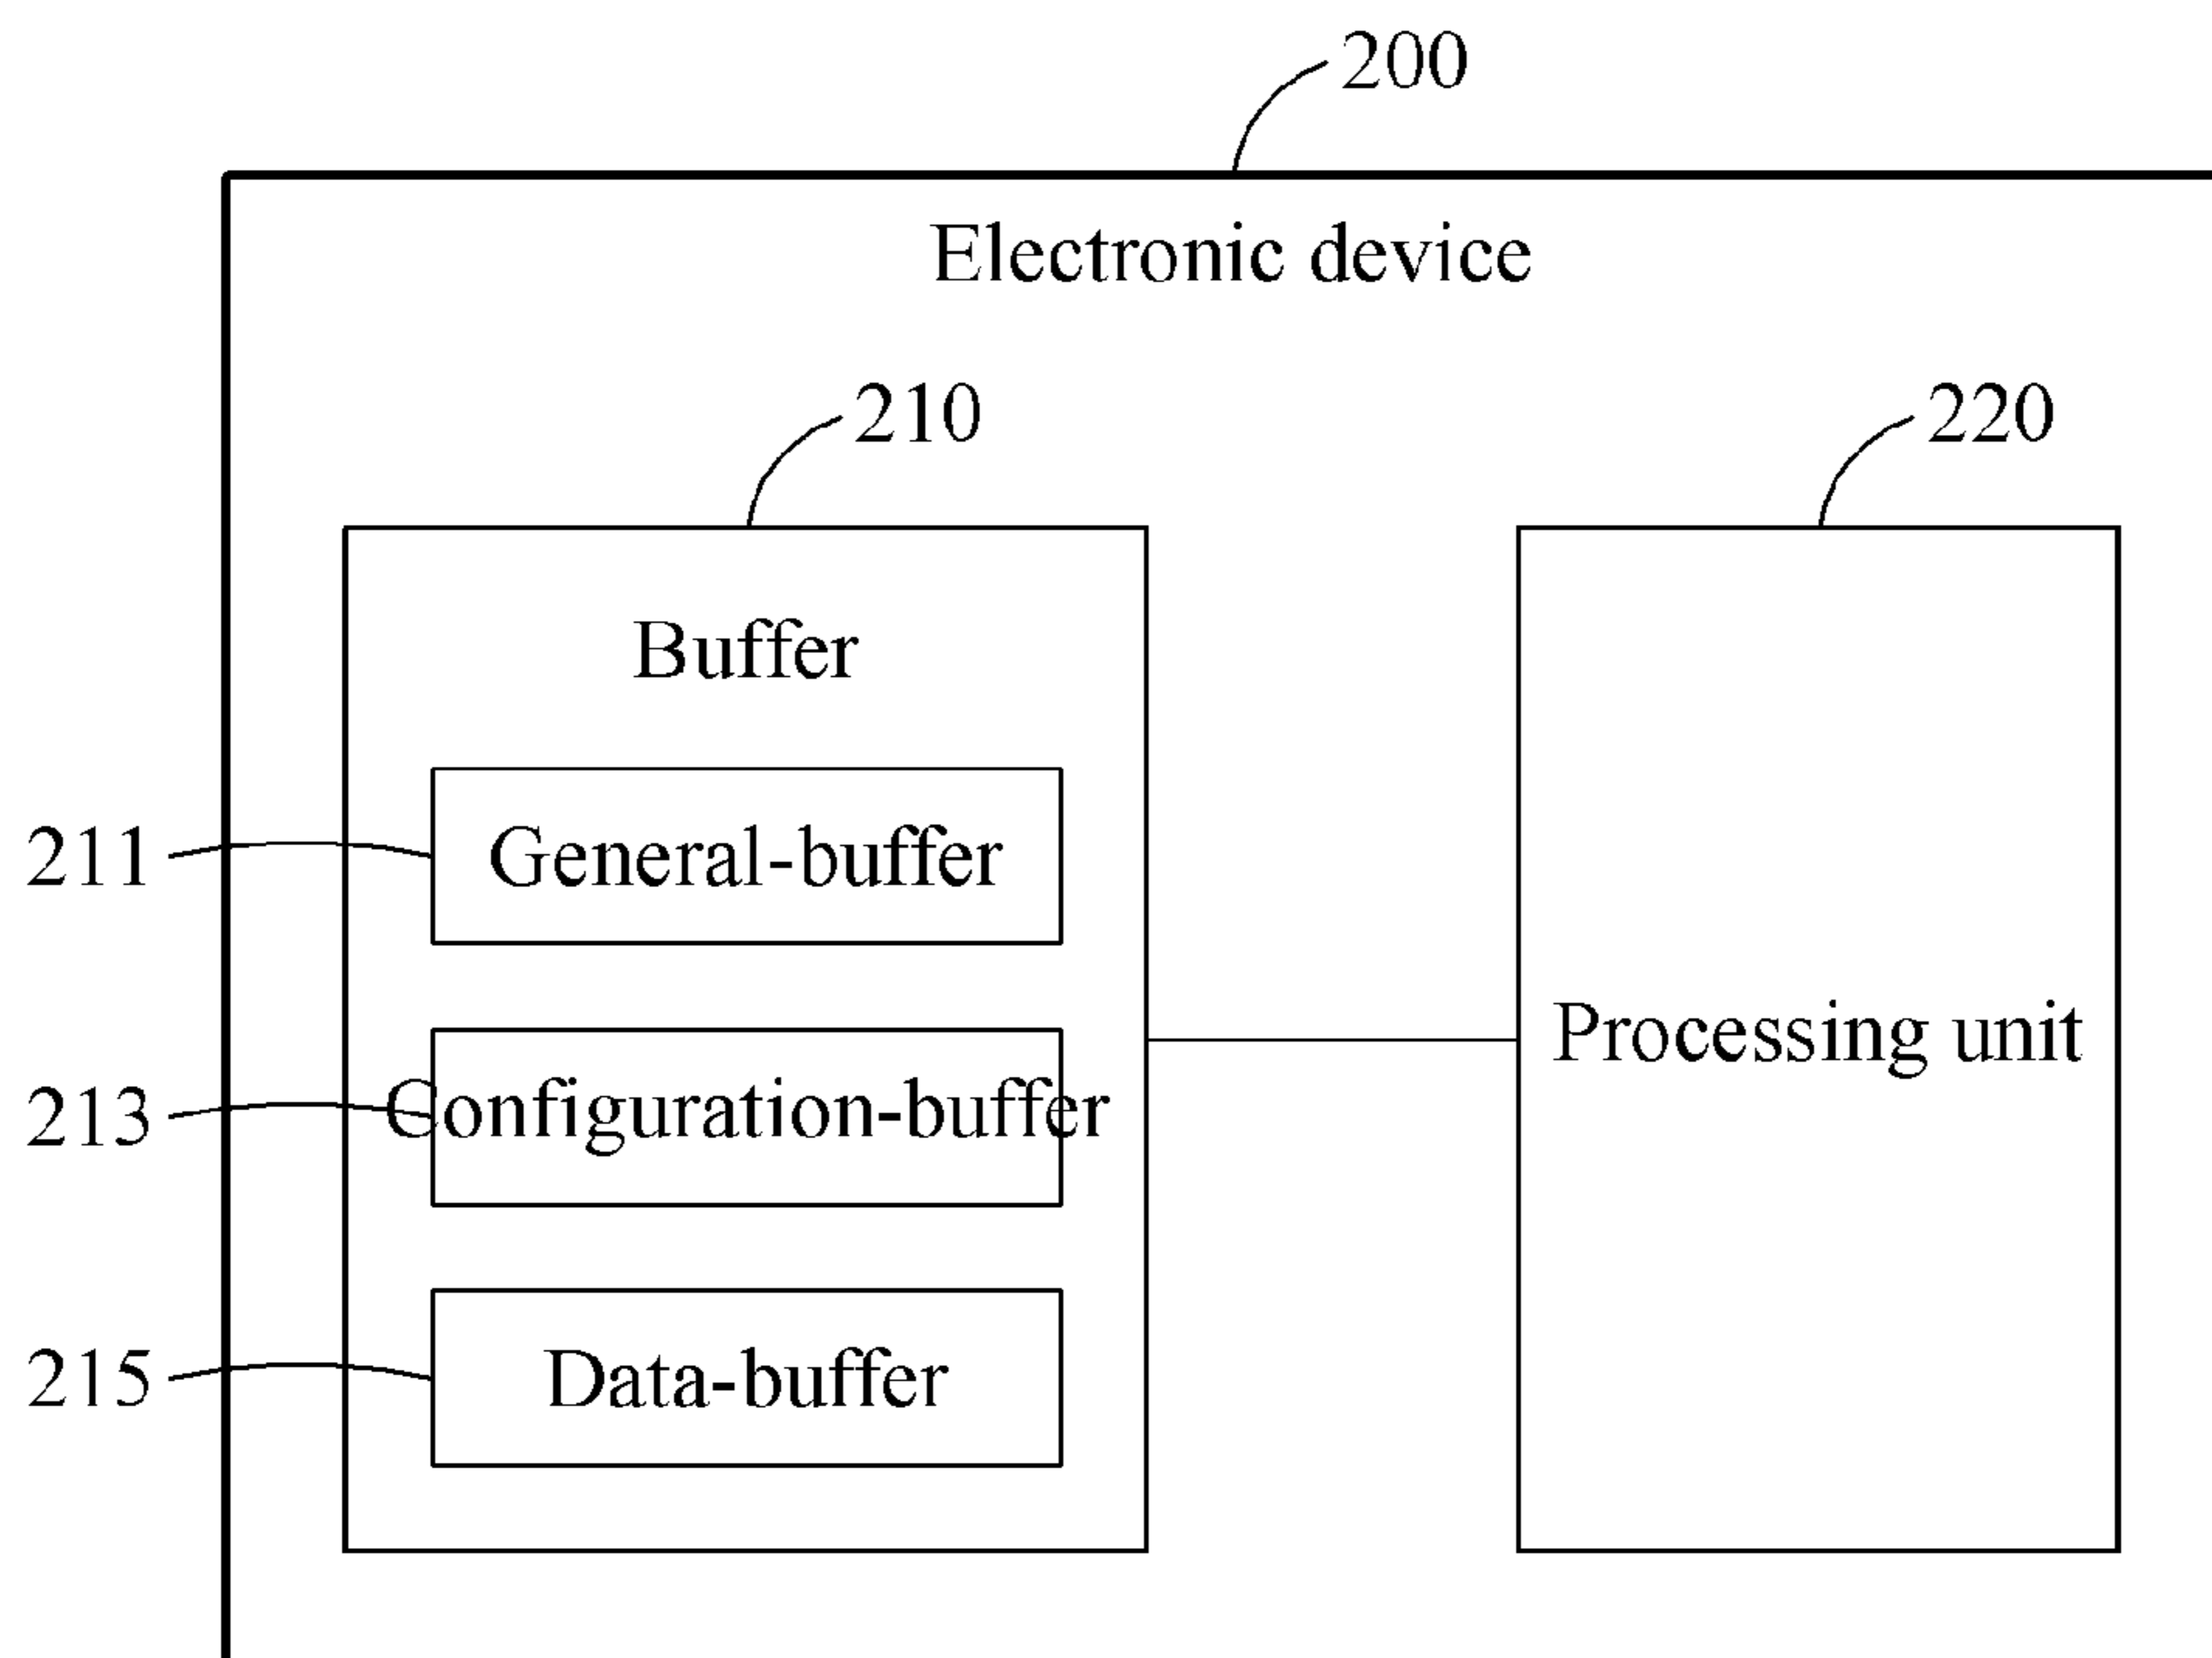 200
Electronic device
210
220
Buffer
211
General-buffer
213
Configuration-buffer
Processing unit
215
Data-buffer